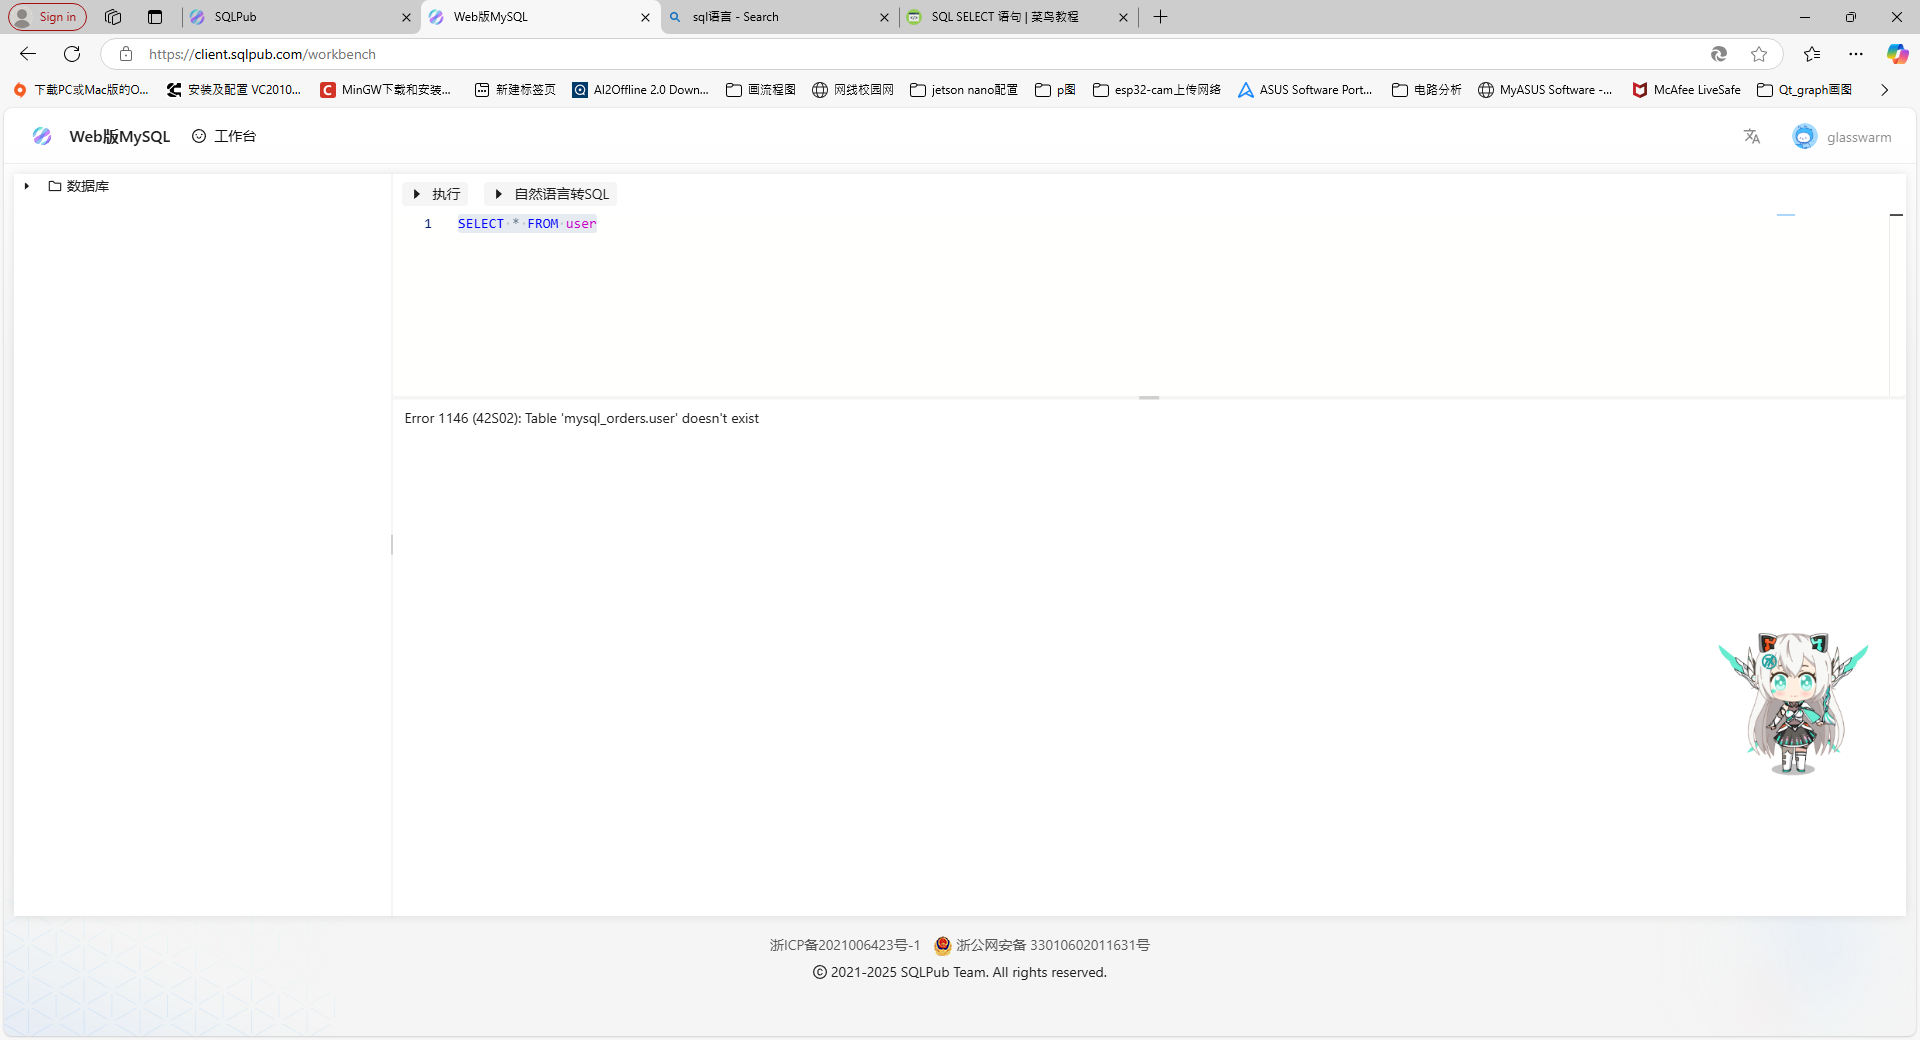 Sign in
SQLPub
Web版MySQL
sql语言 - Search
SQL SELECT 语句 | 菜鸟教程
https://client.sqlpub.com/workbench
下载PC或Mac版的O...
安装及配置 VC2010...
MinGW下载和安装...
新建标签页
AI2Offline 2.0 Down...
画流程图
网线校园网
jetson nano配置
p图
esp32-cam上传网络
ASUS Software Port...
电路分析
MyASUS Software -...
McAfee LiveSafe
Qt_graph画图
Web版MySQL
工作台
glasswarm
数据库
执行
自然语言转SQL
1 SELECT * FROM user
Error 1146 (42S02): Table 'mysql_orders.user' doesn't exist
浙ICP备2021006423号-1
浙公网安备 33010602011631号
© 2021-2025 SQLPub Team. All rights reserved.